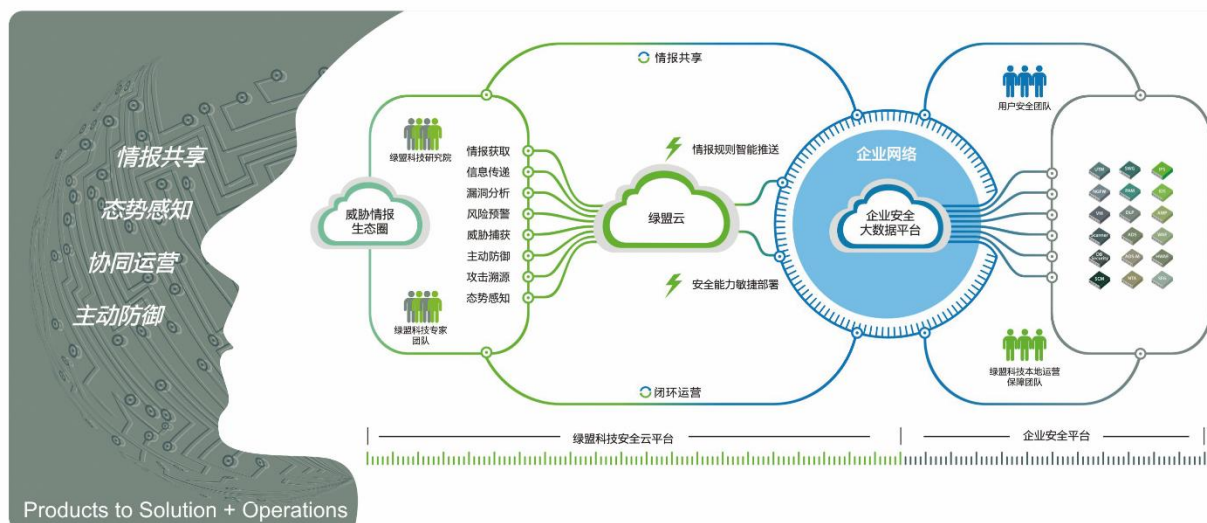 情报共享
态势感知
协同运营
主动防御
Products to Solution + Operations
威胁情报
生态圈
绿盟科技研究院
绿盟科技专家
团队
情报获取
信息传递
漏洞分析
风险预警
威胁捕获
主动防御
攻击溯源
态势感知
情报共享
情报规则智能推送
绿盟云
安全能力敏捷部署
闭环运营
企业网络
企业安全
大数据平台
用户安全团队
绿盟科技本地运营
保障团队
绿盟科技安全云平台
企业安全平台